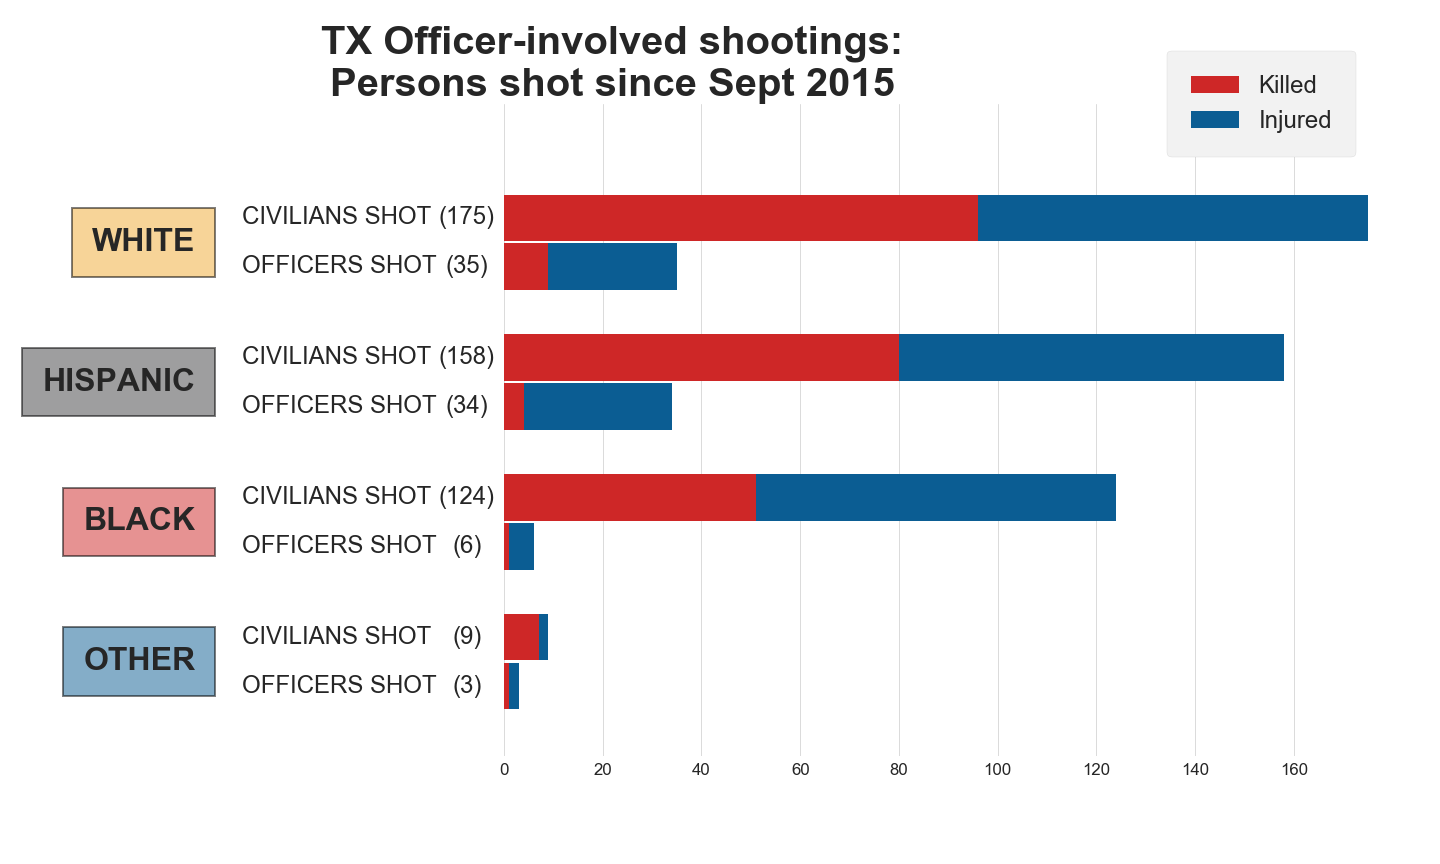 TX Officer-involved shootings:
Persons shot since Sept 2015
Killed
Injured
WHITE
CIVILIANS SHOT (175)
OFFICERS SHOT (35)
HISPANIC
CIVILIANS SHOT (158)
OFFICERS SHOT (34)
BLACK
CIVILIANS SHOT (124)
OFFICERS SHOT (6)
OTHER
CIVILIANS SHOT (9)
OFFICERS SHOT (3)
0 20 40 60 80 100 120 140 160